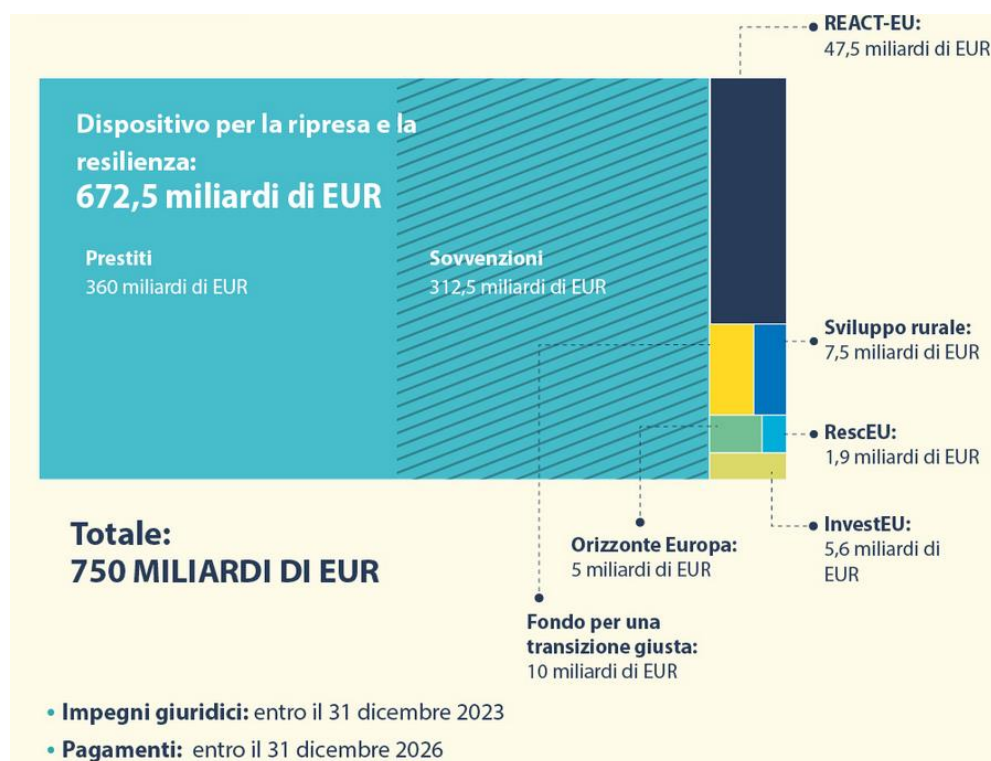 REACT-EU:
47,5 miliardi di EUR
Dispositivo per la ripresa e la
resilienza:
672,5 miliardi di EUR
Prestiti
360 miliardi di EUR
Sovvenzioni
312,5 miliardi di EUR
Sviluppo rurale:
7,5 miliardi di EUR
RescEU:
1,9 miliardi di EUR
InvestEU:
5,6 miliardi di
EUR
Orizzonte Europa:
5 miliardi di EUR
Fondo per una
transizione giusta:
10 miliardi di EUR
Totale:
750 MILIARDI DI EUR
• Impegni giuridici: entro il 31 dicembre 2023
• Pagamenti: entro il 31 dicembre 2026